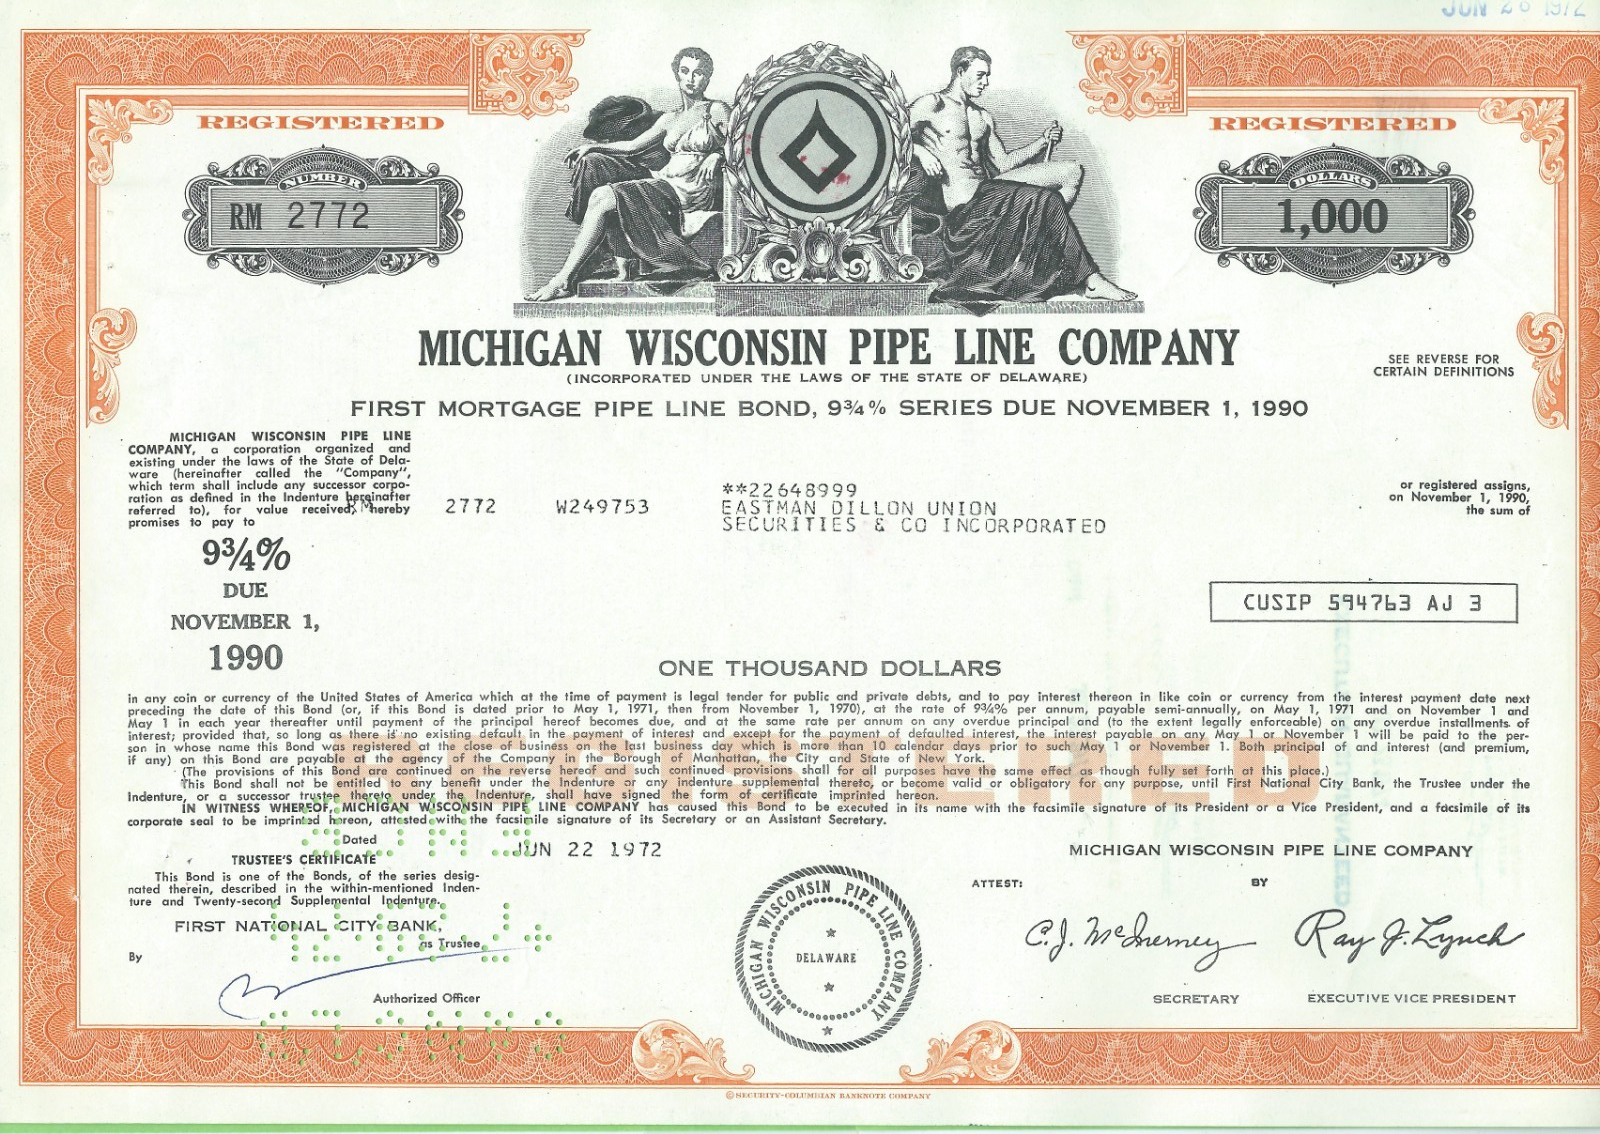 JUN 28 1972
REGISTERED
REGISTERED
NUMBER
RM 2772
DOLLARS
1,000
MICHIGAN WISCONSIN PIPE LINE COMPANY
(INCORPORATED UNDER THE LAWS OF THE STATE OF DELAWARE)
SEE REVERSE FOR
CERTAIN DEFINITIONS
FIRST MORTGAGE PIPE LINE BOND, 9¾% SERIES DUE NOVEMBER 1, 1990
MICHIGAN WISCONSIN PIPE LINE
COMPANY, a corporation organized and
existing under the laws of the State of Dela-
ware (hereinafter called the "Company",
which term shall include any successor corpo-
ration as defined in the Indenture hereinafter
referred to), for value received, hereby
promises to pay to
RM 2772 W249753
**22648999
EASTMAN DILLON UNION
SECURITIES & CO INCORPORATED
or registered assigns,
on November 1, 1990,
the sum of
9¾%
DUE
NOVEMBER 1,
1990
CUSIP 594763 AJ 3
ONE THOUSAND DOLLARS
in any coin or currency of the United States of America which at the time of payment is legal tender for public and private debts, and to pay interest thereon in like coin or currency from the interest payment date next
preceding the date of this Bond (or, if this Bond is dated prior to May 1, 1971, then from November 1, 1970), at the rate of 9¾% per annum, payable semi-annually, on May 1, 1971 and on November 1 and
May 1 in each year thereafter until payment of the principal hereof becomes due, and at the same rate per annum on any overdue principal and (to the extent legally enforceable) on any overdue installments of
interest; provided that, so long as there is no existing default in the payment of interest and except for the payment of defaulted interest, the interest payable on any May 1 or November 1 will be paid to the per-
son in whose name this Bond was registered at the close of business on the last business day which is more than 10 calendar days prior to such May 1 or November 1. Both principal of and interest (and premium,
if any) on this Bond are payable at the agency of the Company in the Borough of Manhattan, the City and State of New York.
(The provisions of this Bond are continued on the reverse hereof and such continued provisions shall for all purposes have the same effect as though fully set forth at this place.)
This Bond shall not be entitled to any benefit under the Indenture or any indenture supplemental thereto, or become valid or obligatory for any purpose, until First National City Bank, the Trustee under the
Indenture, or a successor trustee thereto under the Indenture, shall have signed the form of certificate imprinted hereon.
IN WITNESS WHEREOF, MICHIGAN WISCONSIN PIPE LINE COMPANY has caused this Bond to be executed in its name with the facsimile signature of its President or a Vice President, and a facsimile of its
corporate seal to be imprinted hereon, attested with the facsimile signature of its Secretary or an Assistant Secretary.
REGISTERED
Dated
JUN 22 1972
TRUSTEE'S CERTIFICATE
This Bond is one of the Bonds, of the series desig-
nated therein, described in the within-mentioned Inden-
ture and Twenty-second Supplemental Indenture.
FIRST NATIONAL CITY BANK,
as Trustee
By
Authorized Officer
MICHIGAN WISCONSIN PIPE LINE COMPANY
DELAWARE
MICHIGAN WISCONSIN PIPE LINE COMPANY
ATTEST:
BY
C. J. McInerney
Ray J. Lynch
SECRETARY
EXECUTIVE VICE PRESIDENT
© SECURITY-COLUMBIAN BANKNOTE COMPANY